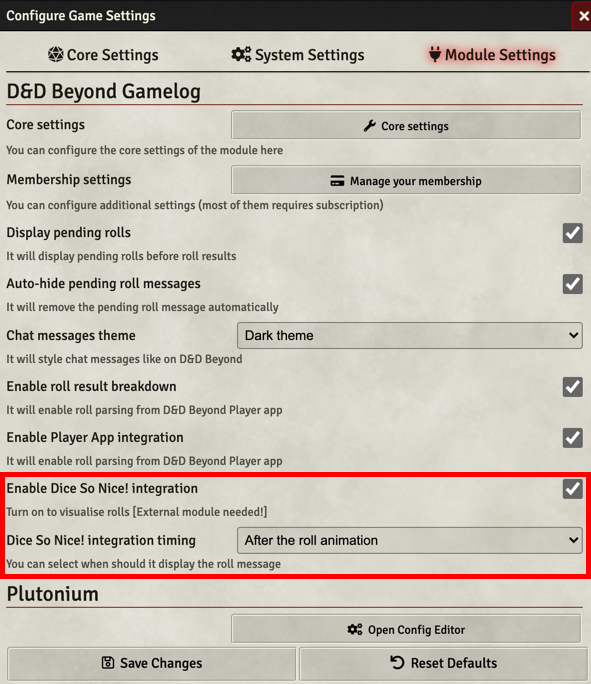 Configure Game Settings
Core Settings
System Settings
Module Settings
D&D Beyond Gamelog
Core settings
Core settings
You can configure the core settings of the module here
Membership settings
Manage your membership
You can configure additional settings (most of them requires subscription)
Display pending rolls
It will display pending rolls before roll results
Auto-hide pending roll messages
It will remove the pending roll message automatically
Chat messages theme
Dark theme
It will style chat messages like on D&D Beyond
Enable roll result breakdown
It will enable roll parsing from D&D Beyond Player app
Enable Player App integration
It will enable roll parsing from D&D Beyond Player app
Enable Dice So Nice! integration
Turn on to visualise rolls [External module needed!]
Dice So Nice! integration timing
After the roll animation
You can select when should it display the roll message
Plutonium
Open Config Editor
Save Changes
Reset Defaults